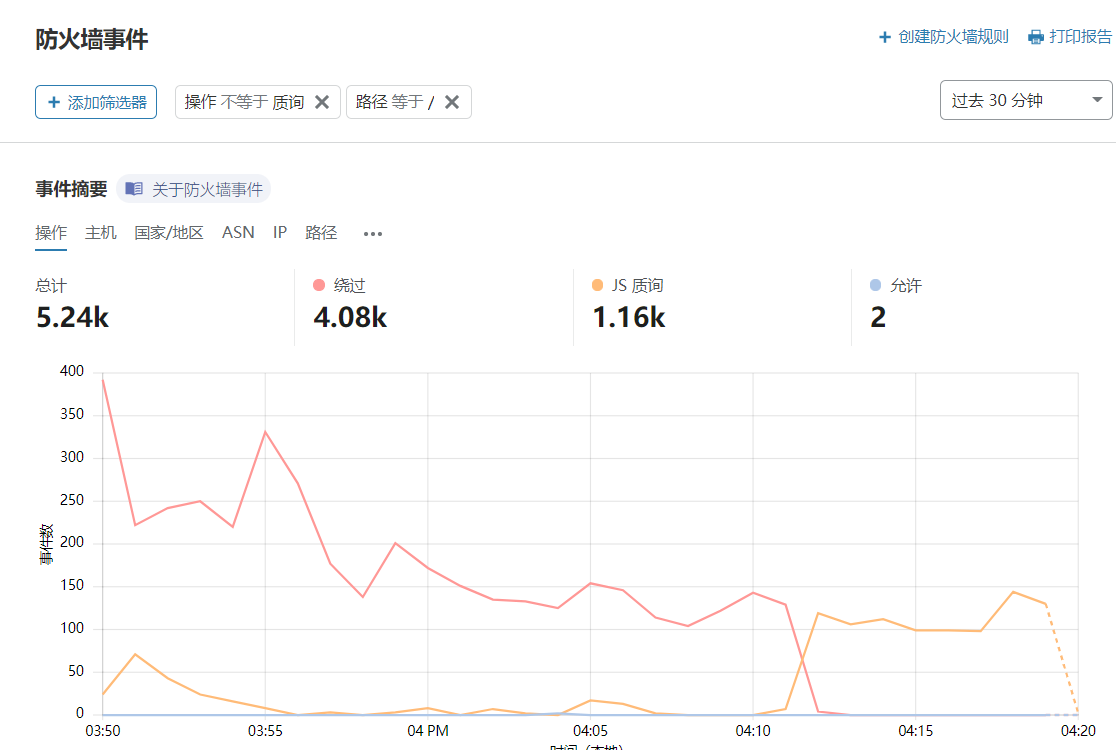 防火墙事件
创建防火墙规则 打印报告
添加筛选器 操作 不等于 质询 路径 等于 / 过去 30 分钟
事件摘要 关于防火墙事件
操作 主机 国家/地区 ASN IP 路径
总计 绕过 JS 质询 允许
5.24k 4.08k 1.16k 2
400
350
300
250
200
150
100
50
0
事件数
03:50 03:55 04 PM 04:05 04:10 04:15 04:20
时间（本地）